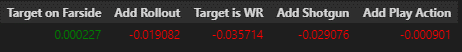 Target on Farside Add Rollout Target is WR Add Shotgun Add Play Action
0.000227 -0.019082 -0.035714 -0.029076 -0.000901